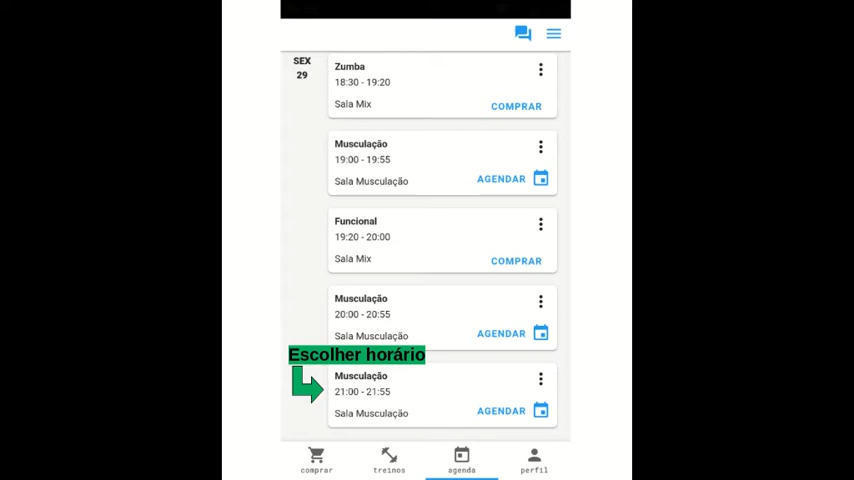 SEX
29
Zumba
18:30 - 19:20
Sala Mix
COMPRAR
Musculação
19:00 - 19:55
Sala Musculação
AGENDAR
Funcional
19:20 - 20:00
Sala Mix
COMPRAR
Musculação
20:00 - 20:55
Sala Musculação
AGENDAR
Escolher horário
Musculação
21:00 - 21:55
Sala Musculação
AGENDAR
comprar
treinos
agenda
perfil